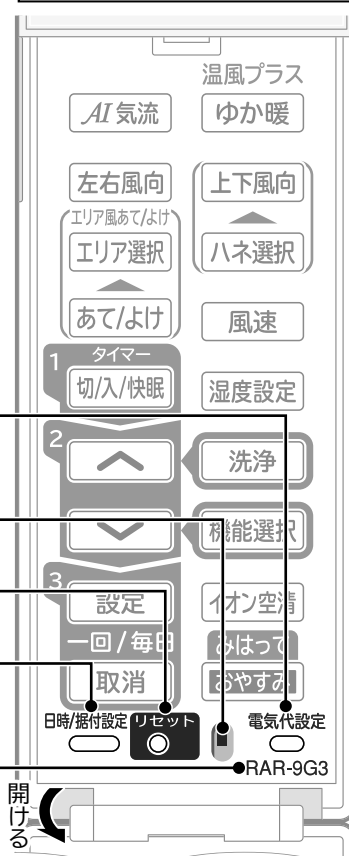 温風プラス
AI 気流
ゆか暖
左右風向
上下風向
エリア風あて/よけ
エリア選択
ハネ選択
あて/よけ
風速
1 タイマー
切/入/快眠
湿度設定
2
洗浄
機能選択
3
設定
イオン空清
一回/毎日
みはって
取消
おやすみ
日時/据付設定
リセット
電気代設定
RAR-9G3
開ける